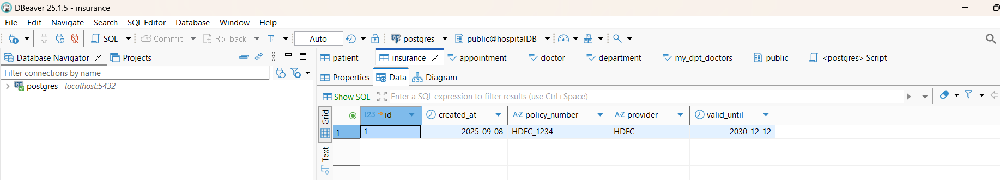 DBeaver 25.1.5 - insurance
File Edit Navigate Search SQL Editor Database Window Help
SQL Commit Rollback T Auto postgres public@hospitalDB
Database Navigator Projects
patient insurance appointment doctor department my_dpt_doctors public <postgres> Script
Filter connections by name
postgres localhost:5432
Properties Data Diagram
Show SQL Enter a SQL expression to filter results (use Ctrl+Space)
Grid
Text
123 id created_at A-Z policy_number A-Z provider valid_until
1 1 2025-09-08 HDFC_1234 HDFC 2030-12-12